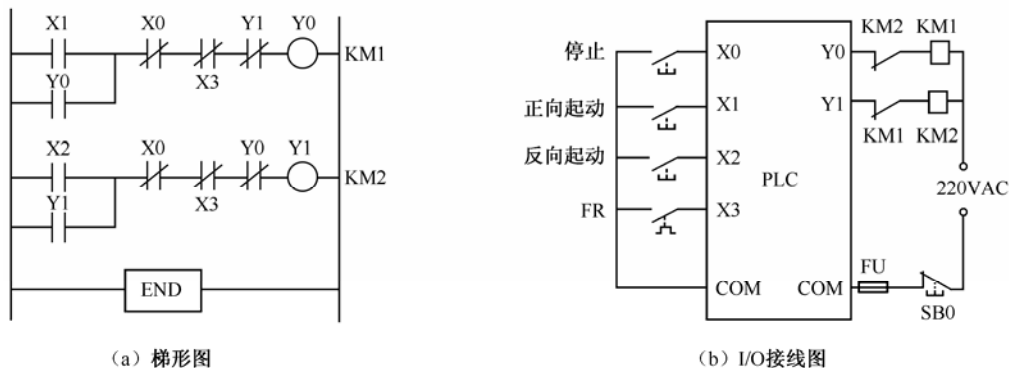 X1 X0 Y1 Y0
KM1
X3
Y0
X2 X0 Y0 Y1
KM2
X3
Y1
END
(a) 梯形图
KM2 KM1
停止 X0 Y0
正向起动 X1 Y1
KM1 KM2
反向起动 X2
PLC
220VAC
FR X3
FU
COM COM
SB0
(b) I/O接线图